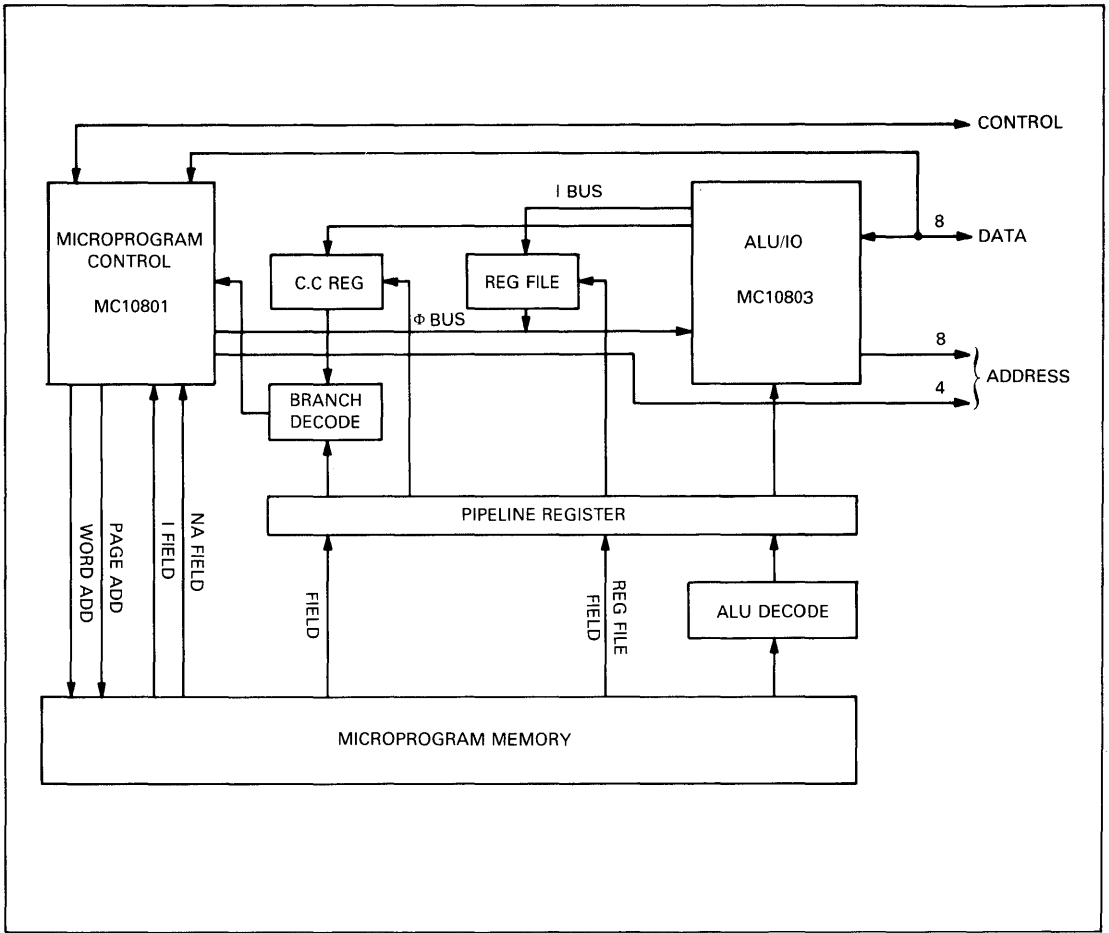 CONTROL
I BUS
8
DATA
MICROPROGRAM
CONTROL
MC10801
ALU/IO
MC10803
C.C REG
REG FILE
Φ BUS
8
ADDRESS
4
BRANCH
DECODE
PIPELINE REGISTER
WORD ADD
PAGE ADD
I FIELD
NA FIELD
FIELD
REG FILE
FIELD
ALU DECODE
MICROPROGRAM MEMORY